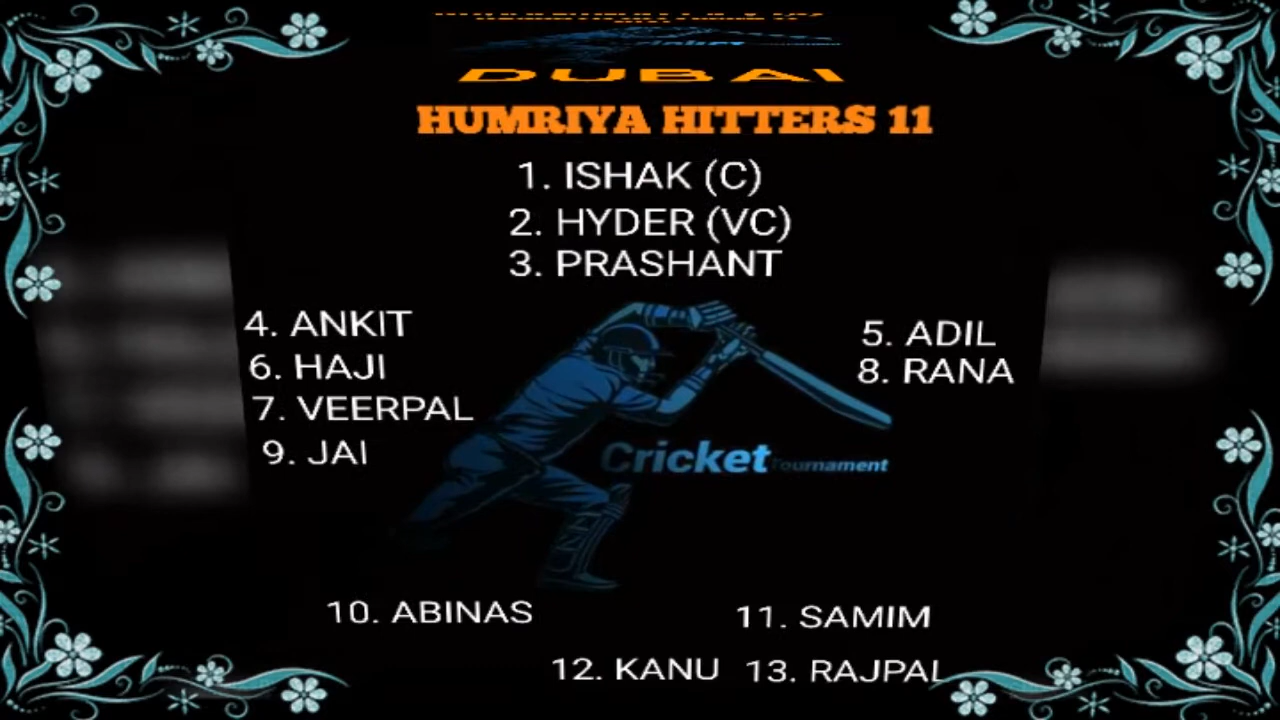 DUBAI
HUMRIYA HITTERS 11
1. ISHAK (C)
2. HYDER (VC)
3. PRASHANT
4. ANKIT
5. ADIL
6. HAJI
8. RANA
7. VEERPAL
9. JAI
Cricket Tournament
10. ABINAS
11. SAMIM
12. KANU
13. RAJPAL